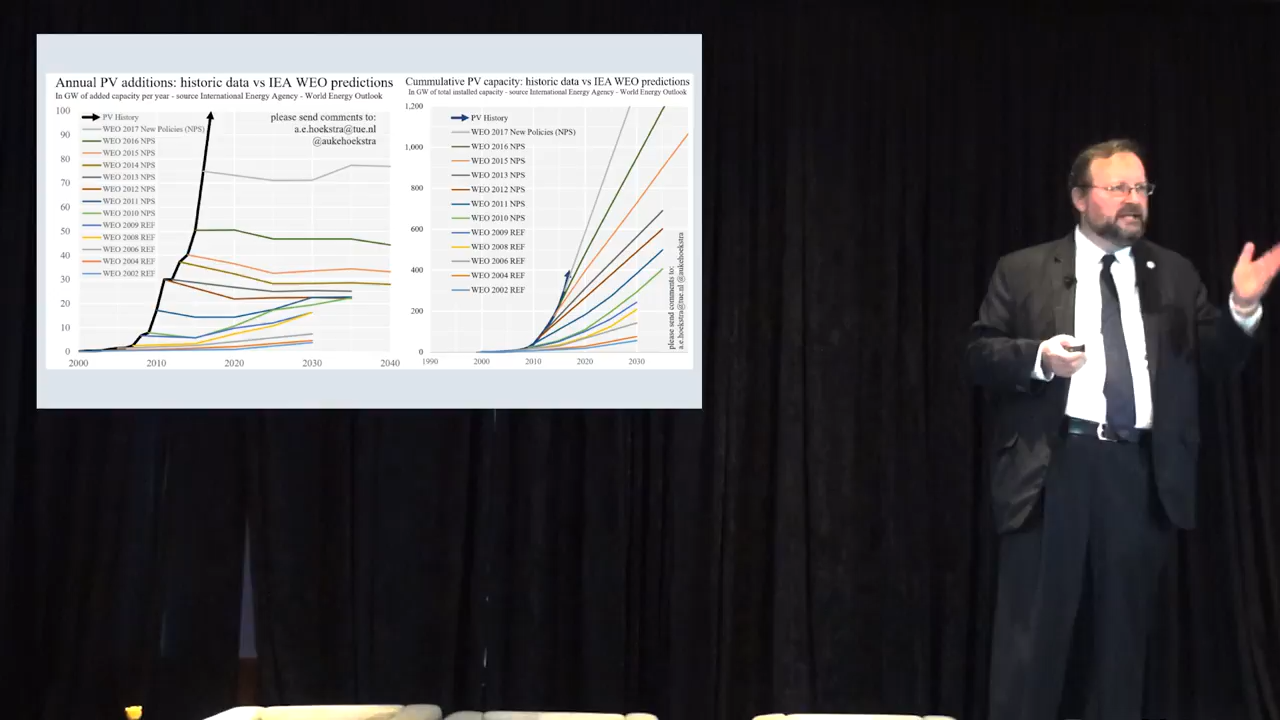 Annual PV additions: historic data vs IEA WEO predictions
In GW of added capacity per year - source International Energy Agency - World Energy Outlook
100
90
80
70
60
50
40
30
20
10
0
2000
2010
2020
2030
2040
PV History
WEO 2017 New Policies (NPS)
WEO 2016 NPS
WEO 2015 NPS
WEO 2014 NPS
WEO 2013 NPS
WEO 2012 NPS
WEO 2011 NPS
WEO 2010 NPS
WEO 2009 REF
WEO 2008 REF
WEO 2006 REF
WEO 2004 REF
WEO 2002 REF
please send comments to:
a.e.hoekstra@tue.nl
@aukehoekstra
Cummulative PV capacity: historic data vs IEA WEO predictions
In GW of total installed capacity - source International Energy Agency - World Energy Outlook
1,200
1,000
800
600
400
200
0
1990
2000
2010
2020
2030
PV History
WEO 2017 New Policies (NPS)
WEO 2016 NPS
WEO 2015 NPS
WEO 2013 NPS
WEO 2012 NPS
WEO 2011 NPS
WEO 2010 NPS
WEO 2009 REF
WEO 2008 REF
WEO 2006 REF
WEO 2004 REF
WEO 2002 REF
please send comments to:
a.e.hoekstra@tue.nl @aukehoekstra